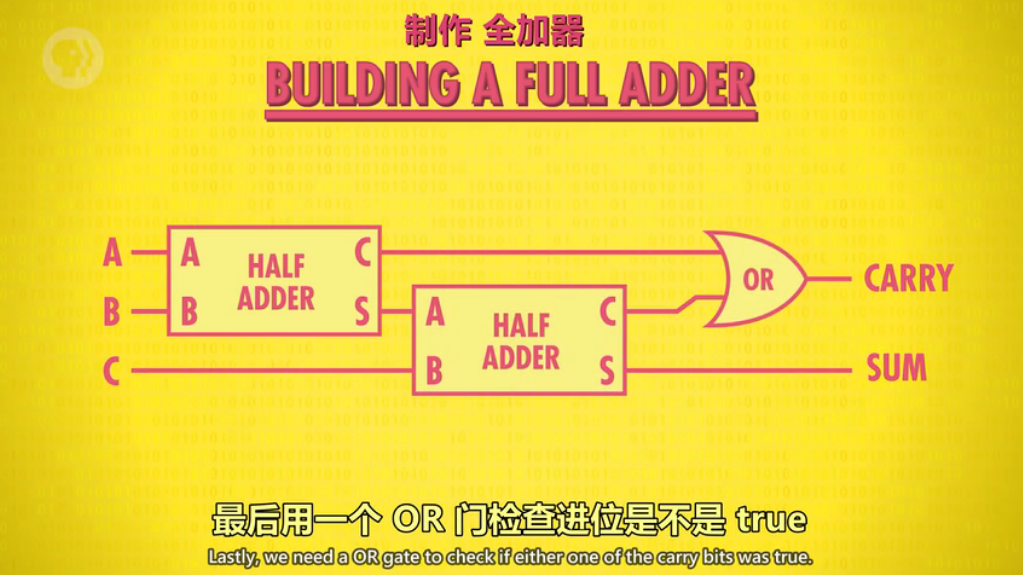 制作 全加器
BUILDING A FULL ADDER
A A HALF ADDER C
B B S
A HALF ADDER C
C B S
OR
CARRY
SUM
最后用一个 OR 门检查进位是不是 true
Lastly, we need a OR gate to check if either one of the carry bits was true.